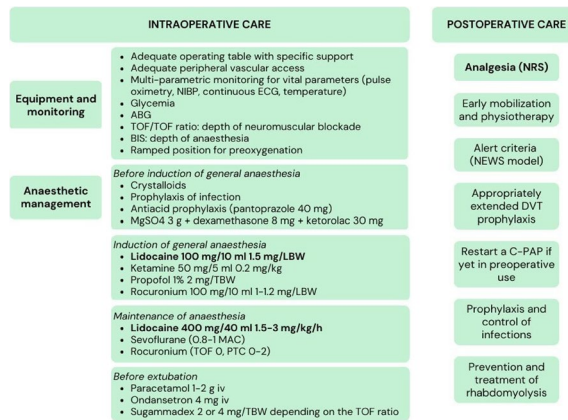 INTRAOPERATIVE CARE
Equipment and
monitoring
• Adequate operating table with specific support
• Adequate peripheral vascular access
• Multi-parametric monitoring for vital parameters (pulse
oximetry, NIBP, continuous ECG, temperature)
• Glycemia
• ABG
• TOF/TOF ratio: depth of neuromuscular blockade
• BIS: depth of anaesthesia
• Ramped position for preoxygenation
Anaesthetic
management
Before induction of general anaesthesia
• Crystalloids
• Prophylaxis of infection
• Antiacid prophylaxis (pantoprazole 40 mg)
• MgSO4 3 g + dexamethasone 8 mg + ketorolac 30 mg
Induction of general anaesthesia
• Lidocaine 100 mg/10 ml 1.5 mg/LBW
• Ketamine 50 mg/5 ml 0.2 mg/kg
• Propofol 1% 2 mg/TBW
• Rocuronium 100 mg/10 ml 1-1.2 mg/LBW
Maintenance of anaesthesia
• Lidocaine 400 mg/40 ml 1.5-3 mg/kg/h
• Sevoflurane (0.8-1 MAC)
• Rocuronium (TOF 0, PTC 0-2)
Before extubation
• Paracetamol 1-2 g iv
• Ondansetron 4 mg iv
• Sugammadex 2 or 4 mg/TBW depending on the TOF ratio
POSTOPERATIVE CARE
Analgesia (NRS)
Early mobilization
and physiotherapy
Alert criteria
(NEWS model)
Appropriately
extended DVT
prophylaxis
Restart a C-PAP if
yet in preoperative
use
Prophylaxis and
control of
infections
Prevention and
treatment of
rhabdomyolysis